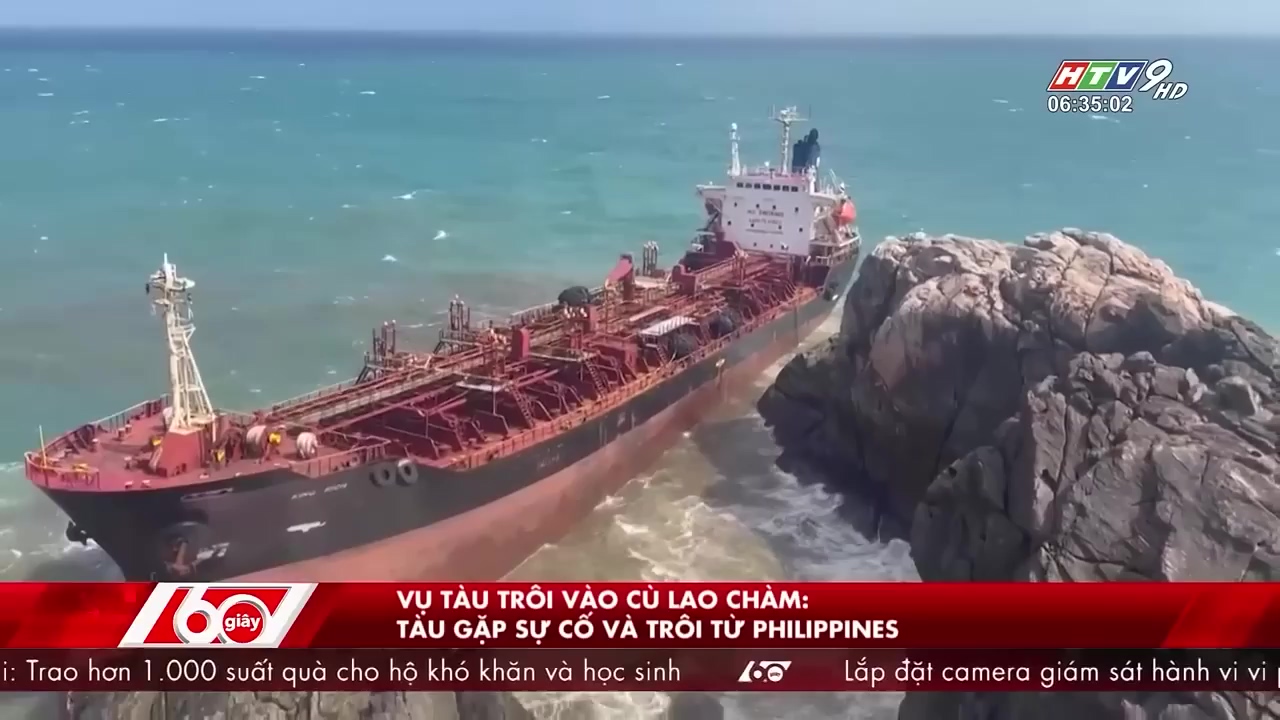 HTV9 HD
06:35:02
60 giây
VỤ TÀU TRÔI VÀO CÙ LAO CHÀM:
TÀU GẶP SỰ CỐ VÀ TRÔI TỪ PHILIPPINES
i: Trao hơn 1.000 suất quà cho hộ khó khăn và học sinh
60 giây
Lắp đặt camera giám sát hành vi vi